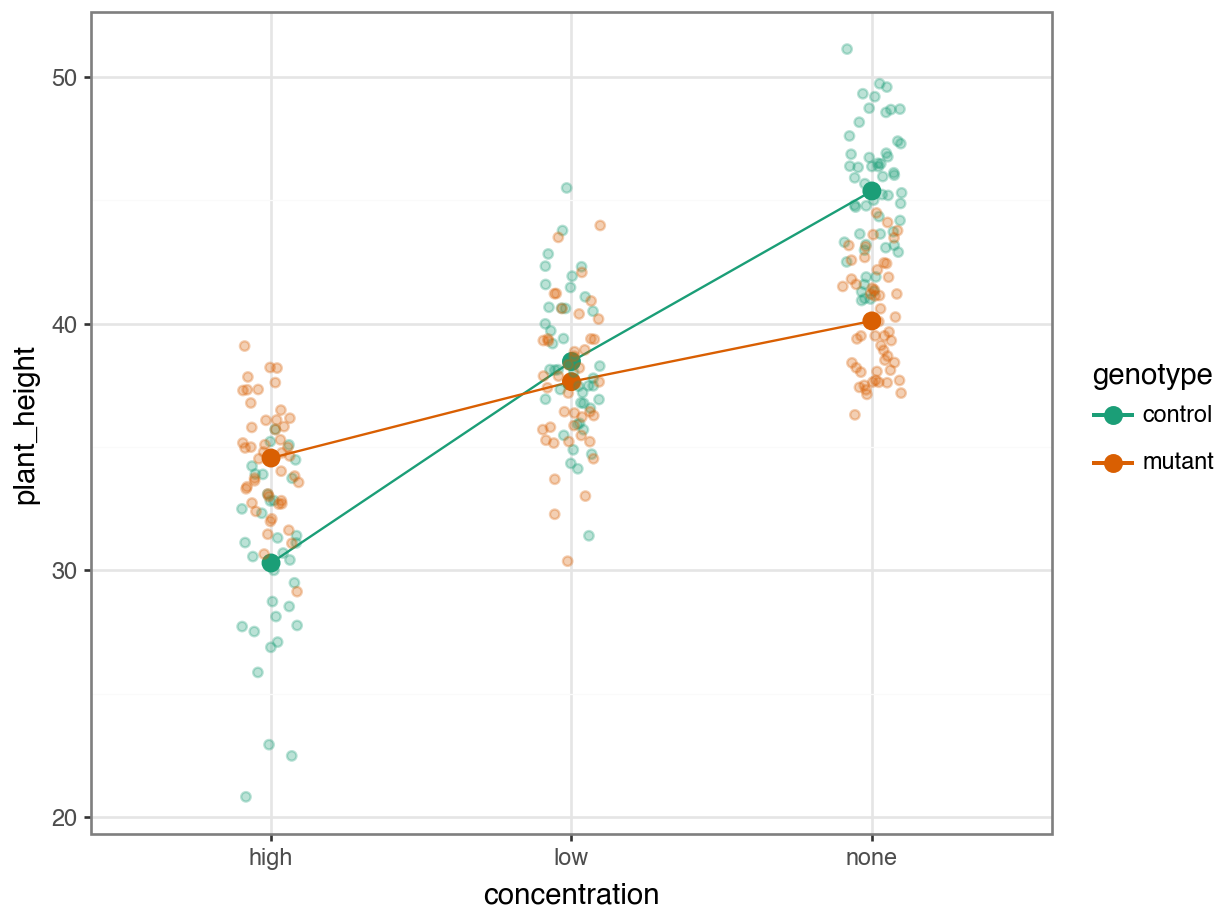 50
40
30
20
plant_height
high low none
concentration
genotype
control
mutant